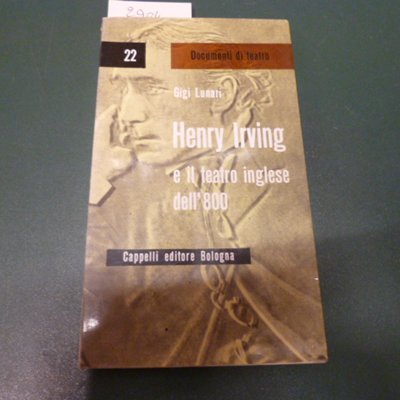 22
Documenti di teatro
Gigi Lunari
Henry Irving
e il teatro inglese
dell'800
Cappelli editore Bologna